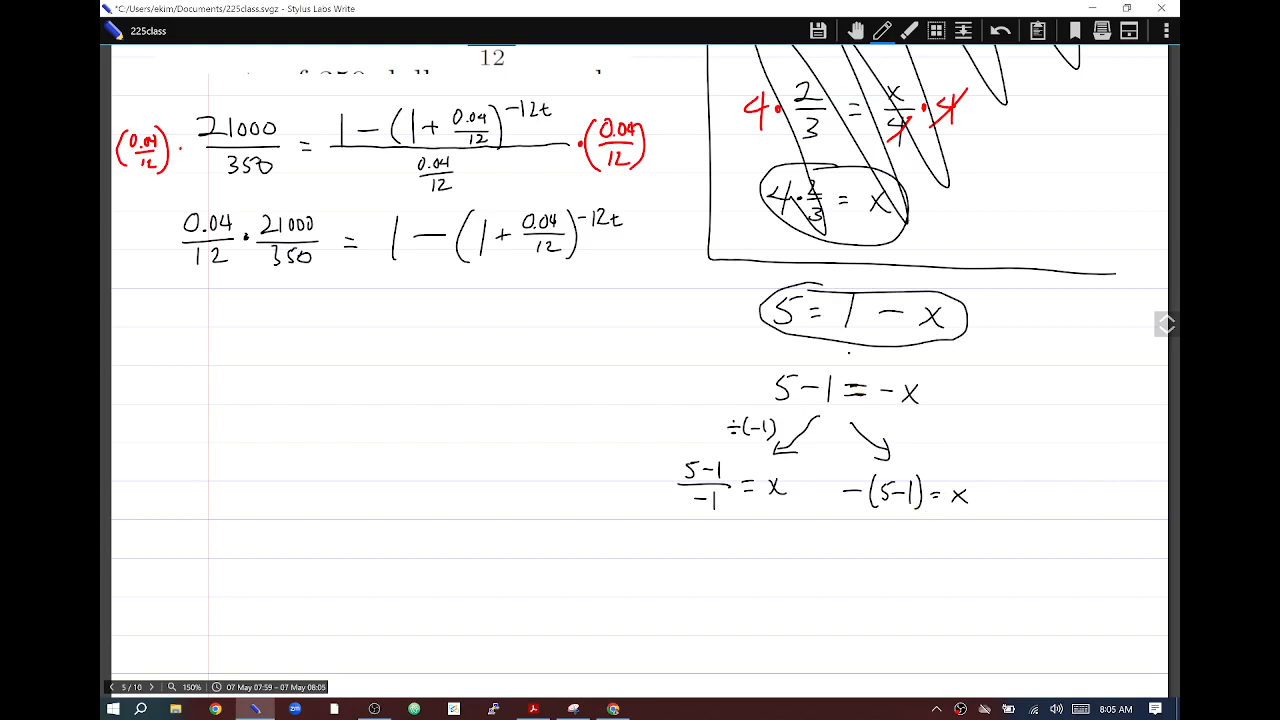 *C:/Users/ekim/Documents/225class.svgz - Stylus Labs Write
225class
12
(0.04/12) · 21000/350 = (1 - (1 + 0.04/12)^-12t)/(0.04/12) · (0.04/12)
0.04/12 · 21000/350 = 1 - (1 + 0.04/12)^-12t
4 · 2/3 = x/4 · 4
4 · 2/3 = x
5 = 1 - x
5 - 1 = -x
÷(-1)
(5-1)/-1 = x
-(5-1) = x
5 / 10
150%
07 May 07:59 - 07 May 08:05
8:05 AM